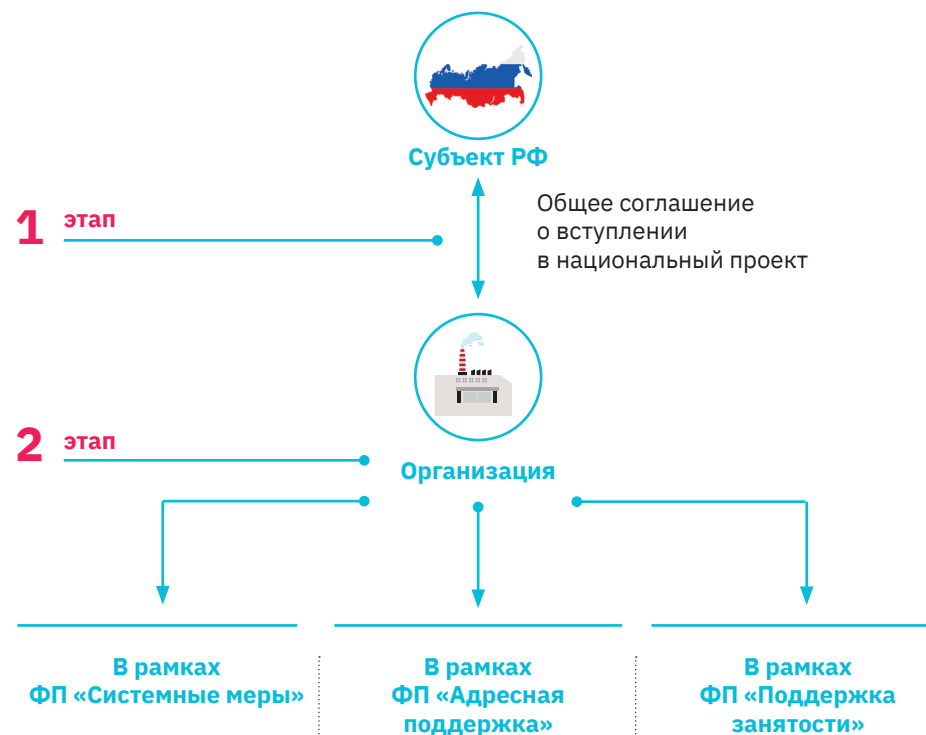 Субъект РФ
1 этап
Общее соглашение
о вступлении
в национальный проект
2 этап
Организация
В рамках
ФП «Системные меры»
В рамках
ФП «Адресная
поддержка»
В рамках
ФП «Поддержка
занятости»